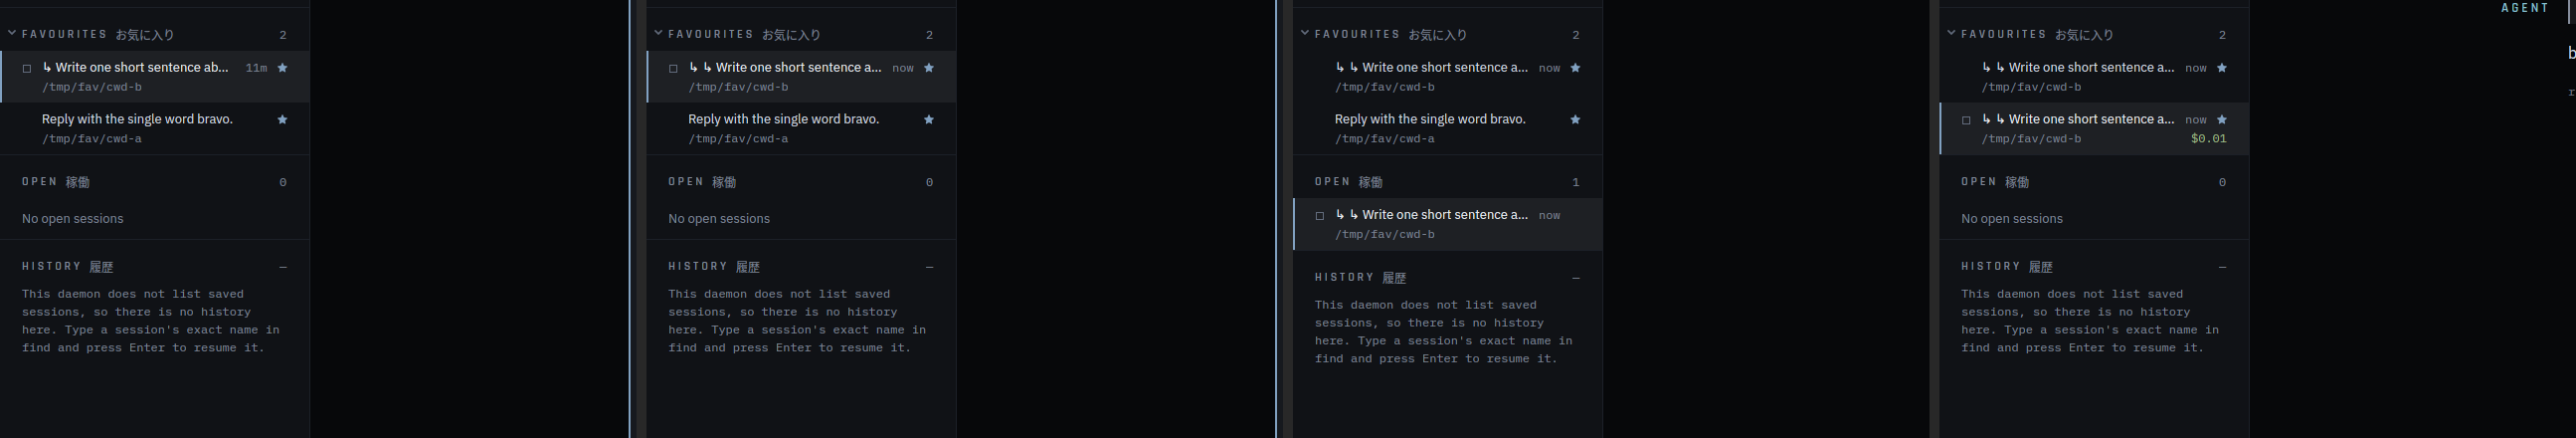 FAVOURITES お気に入り 2
↳ Write one short sentence ab... 11m ★
/tmp/fav/cwd-b
Reply with the single word bravo. ★
/tmp/fav/cwd-a
OPEN 稼働 0
No open sessions
HISTORY 履歴 —
This daemon does not list saved
sessions, so there is no history
here. Type a session's exact name in
find and press Enter to resume it.
FAVOURITES お気に入り 2
↳ ↳ Write one short sentence a... now ★
/tmp/fav/cwd-b
Reply with the single word bravo. ★
/tmp/fav/cwd-a
OPEN 稼働 0
No open sessions
HISTORY 履歴 —
This daemon does not list saved
sessions, so there is no history
here. Type a session's exact name in
find and press Enter to resume it.
FAVOURITES お気に入り 2
↳ ↳ Write one short sentence a... now ★
/tmp/fav/cwd-b
Reply with the single word bravo. ★
/tmp/fav/cwd-a
OPEN 稼働 1
↳ ↳ Write one short sentence a... now
/tmp/fav/cwd-b
HISTORY 履歴 —
This daemon does not list saved
sessions, so there is no history
here. Type a session's exact name in
find and press Enter to resume it.
FAVOURITES お気に入り 2
↳ ↳ Write one short sentence a... now ★
/tmp/fav/cwd-b
↳ ↳ Write one short sentence a... now ★
/tmp/fav/cwd-b $0.01
OPEN 稼働 0
No open sessions
HISTORY 履歴 —
This daemon does not list saved
sessions, so there is no history
here. Type a session's exact name in
find and press Enter to resume it.
AGENT